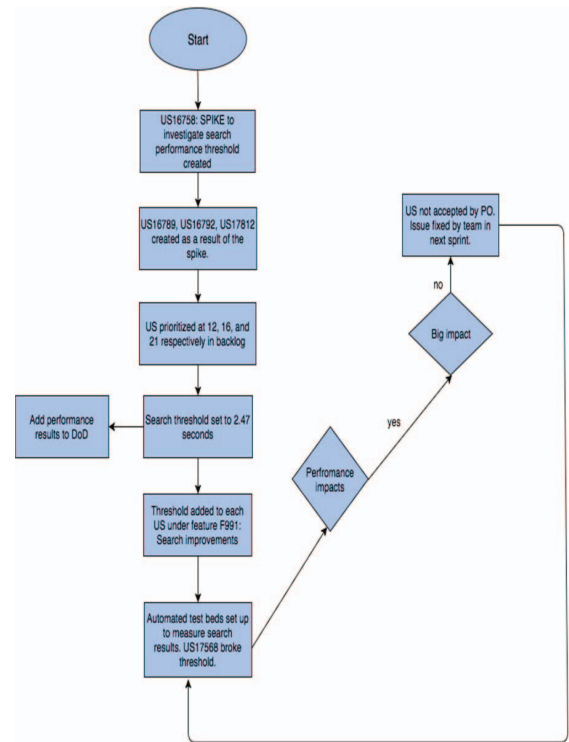 Start
US16758: SPIKE to
investigate search
performance threshold
created
US16789, US16792, US17812
created as a result of the
spike.
US prioritized at 12, 16, and
21 respectively in backlog
Add performance
results to DoD
Search threshold set to 2.47
seconds
Threshold added to each
US under feature F991:
Search improvements
Automated test beds set up
to measure search
results. US17568 broke
threshold.
Perfromance
impacts
yes
Big impact
no
US not accepted by PO.
Issue fixed by team in
next sprint.